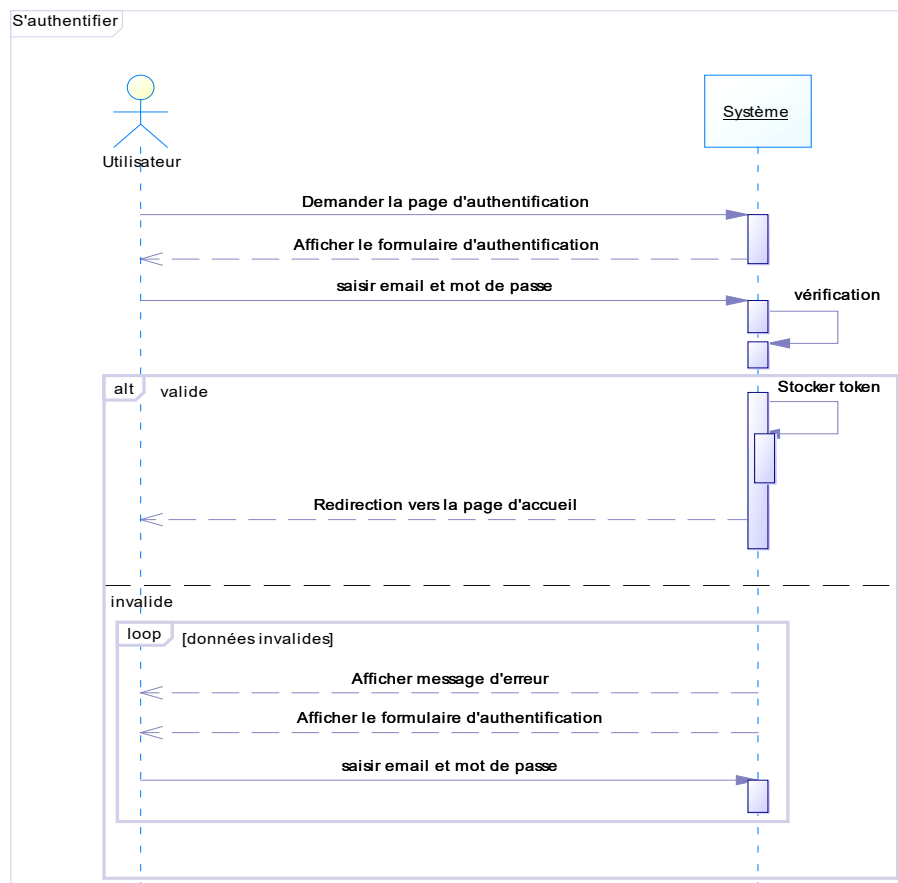 S'authentifier
Système
Utilisateur
Demander la page d'authentification
Afficher le formulaire d'authentification
saisir email et mot de passe
vérification
alt
valide
Stocker token
Redirection vers la page d'accueil
invalide
loop
[données invalides]
Afficher message d'erreur
Afficher le formulaire d'authentification
saisir email et mot de passe